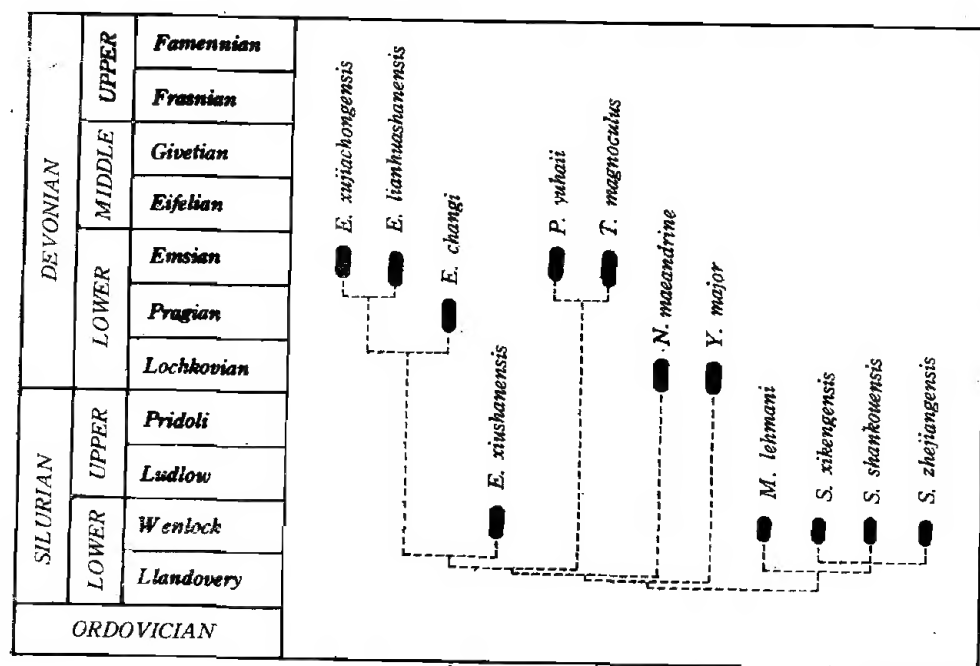 DEVONIAN
UPPER
Famennian
Frasnian
MIDDLE
Givetian
Eifelian
LOWER
Emsian
Pragian
Lochkovian
SILURIAN
UPPER
Pridoli
Ludlow
LOWER
Wenlock
Llandovery
ORDOVICIAN
E. xujiachongensis
E. lianhuashanensis
E. changi
E. xiushanensis
P. yuhaii
T. magnoculus
N. maeandrine
Y. major
M. lehmani
S. xikengensis
S. shankouensis
S. zhejiangensis